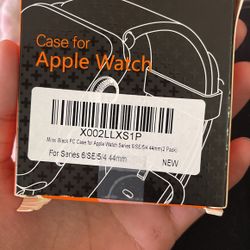 Case for
Apple Watch
X002LLXS1P
Miss Black PC Case for Apple Watch Series 6/SE/5/4 44mm(2 Pack)
For Series 6/SE/5/4 44mm
NEW